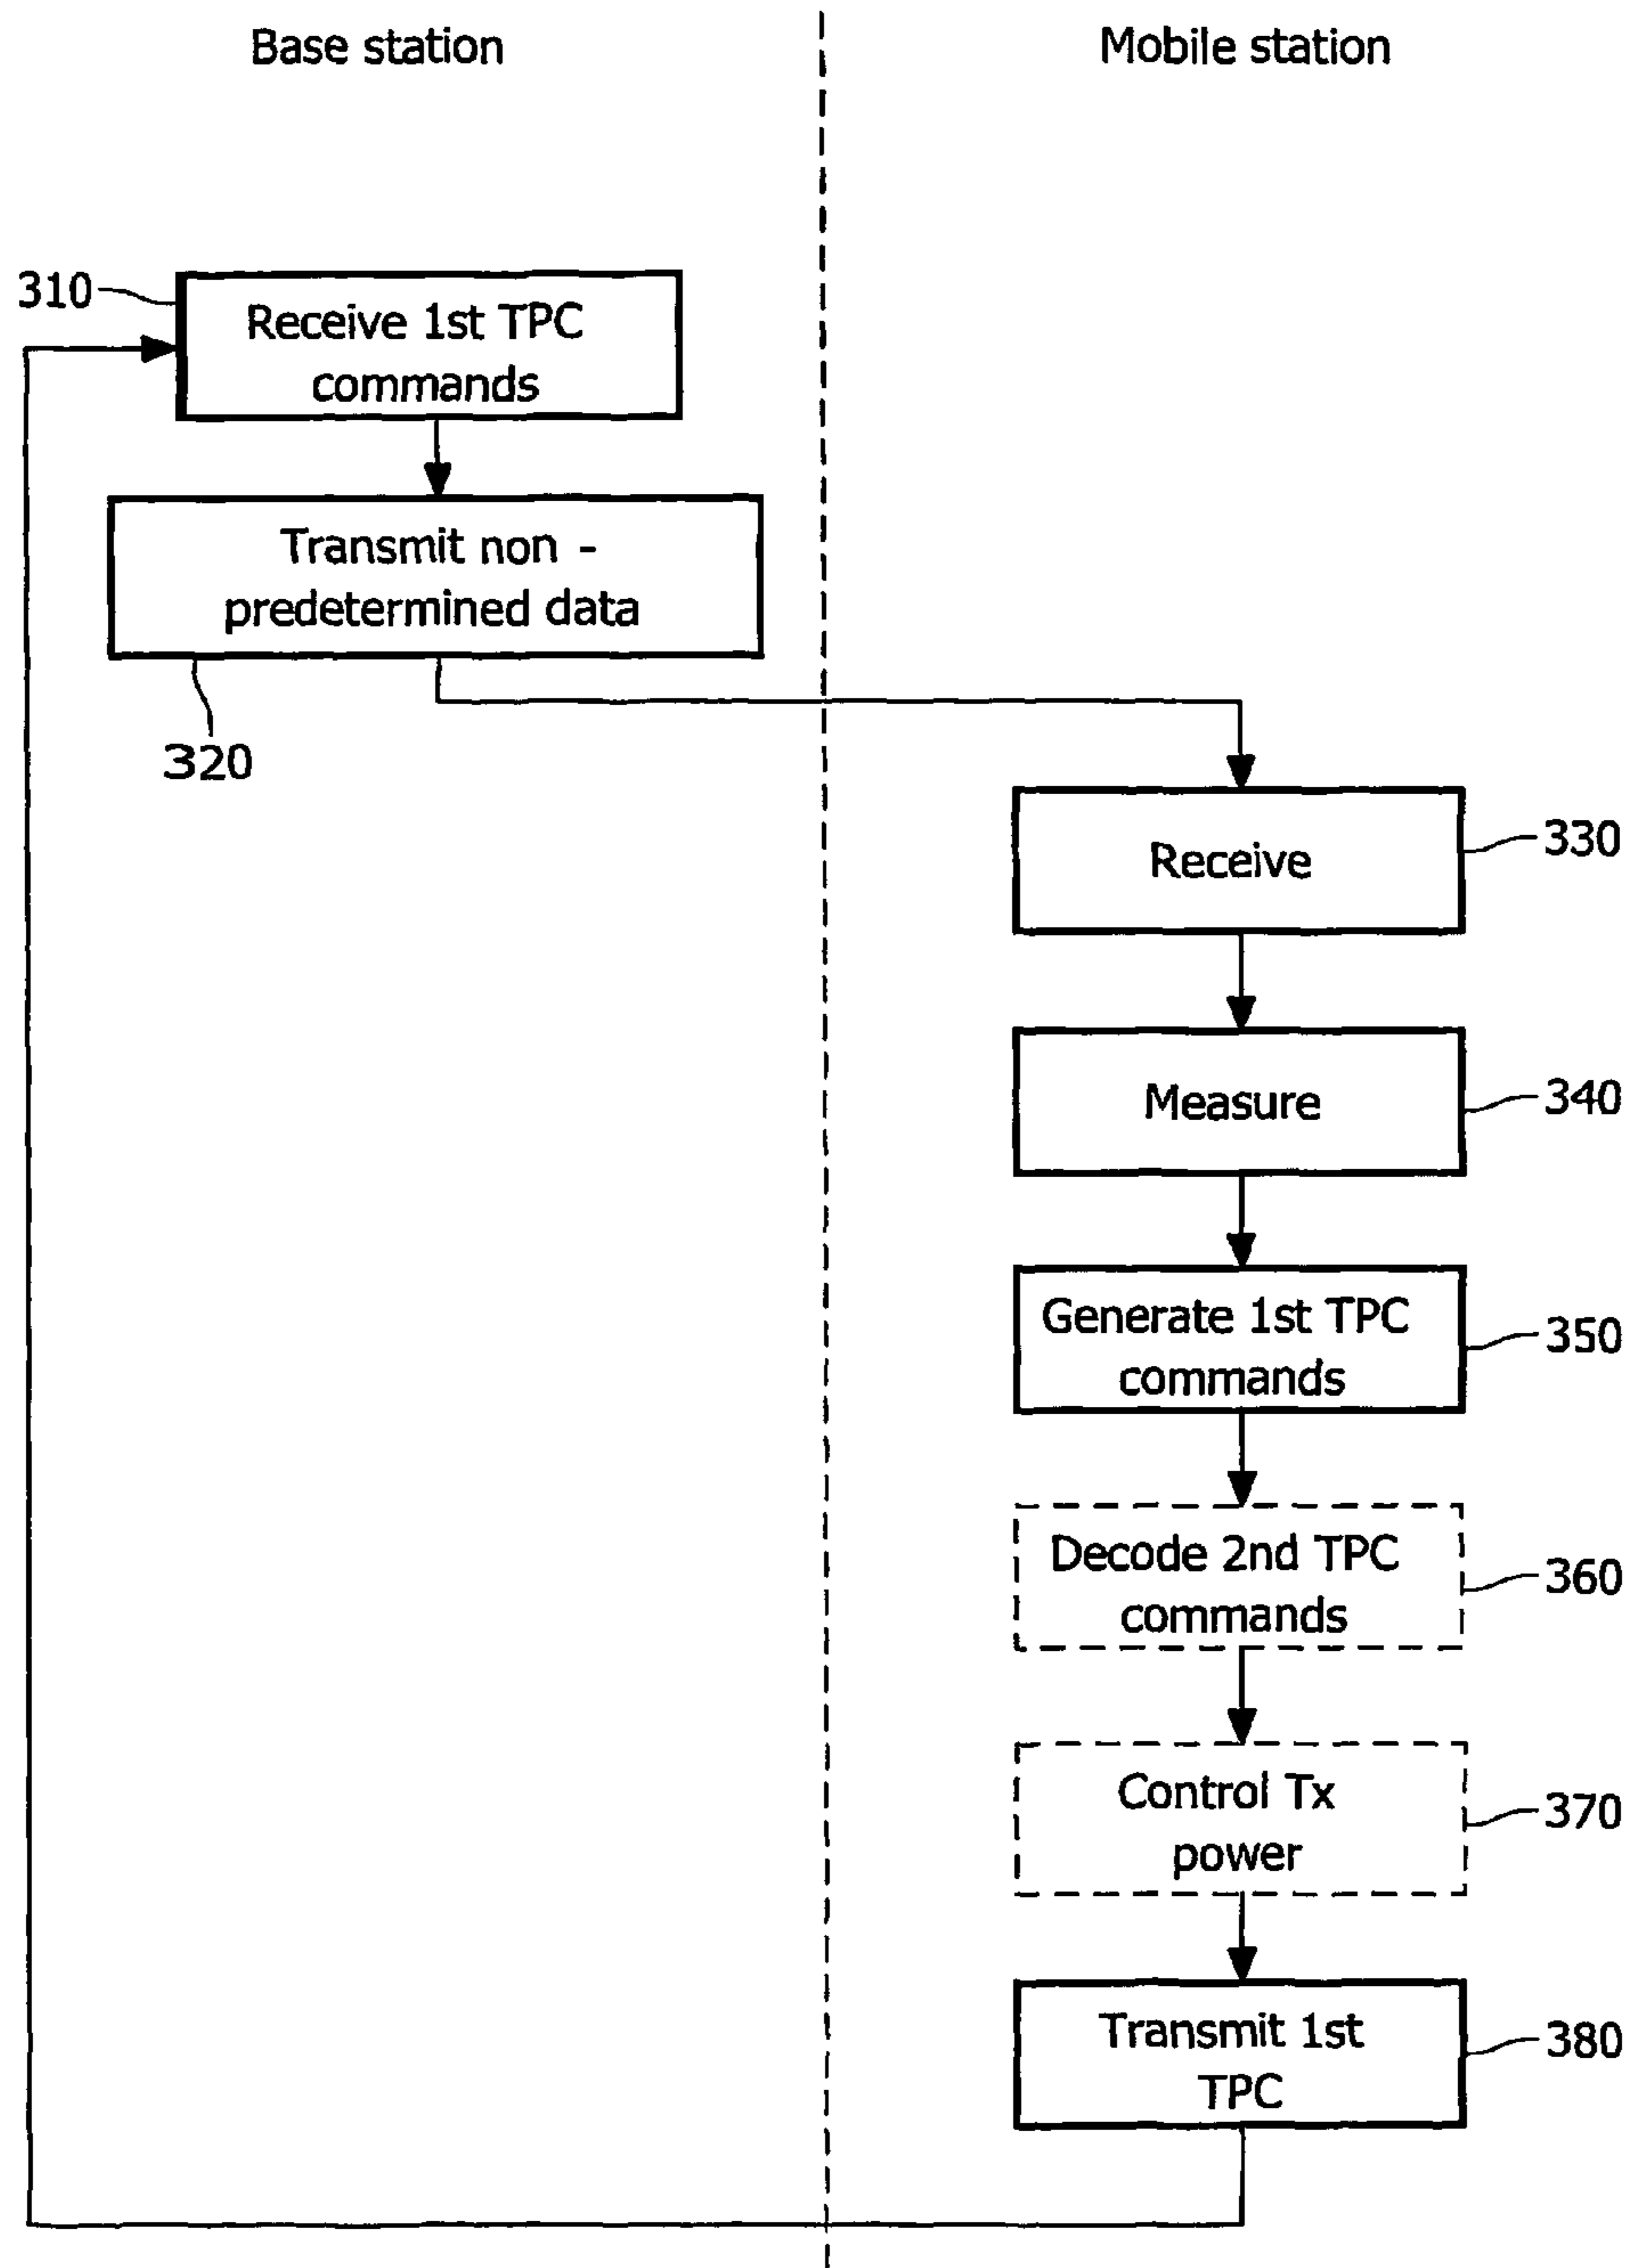 Base station
Mobile station
310
Receive 1st TPC
commands
Transmit non -
predetermined data
320
Receive
330
Measure
340
Generate 1st TPC
commands
350
Decode 2nd TPC
commands
360
Control Tx
power
370
Transmit 1st
TPC
380